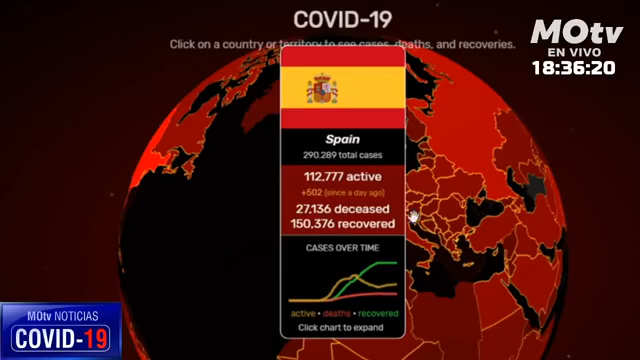 COVID-19
Click on a country or territory to see cases, deaths, and recoveries.
MOtv
EN VIVO
18:36:20
Spain
290,289 total cases
112,777 active
+502 (since a day ago)
27,136 deceased
150,376 recovered
CASES OVER TIME
active • deaths • recovered
Click chart to expand
MOtv NOTICIAS
COVID-19